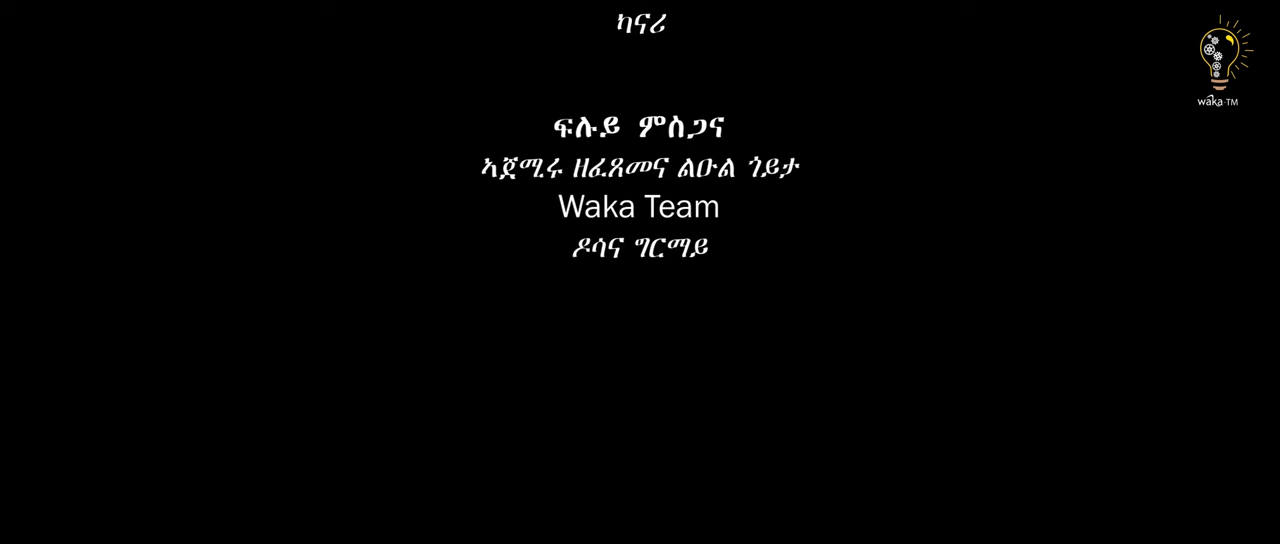 ካናሪ
waka-TM
ፍሉይ ምስጋና
ኣጀሚሩ ዘፈጸመና ልዑል ጎይታ
Waka Team
ዶሳና ግርማይ